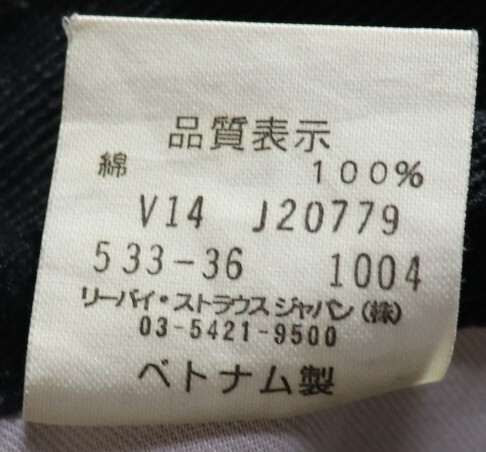 品質表示
綿 100%
V14 J20779
533-36 1004
リーバイ・ストラウス ジャパン(株)
03-5421-9500
ベトナム製